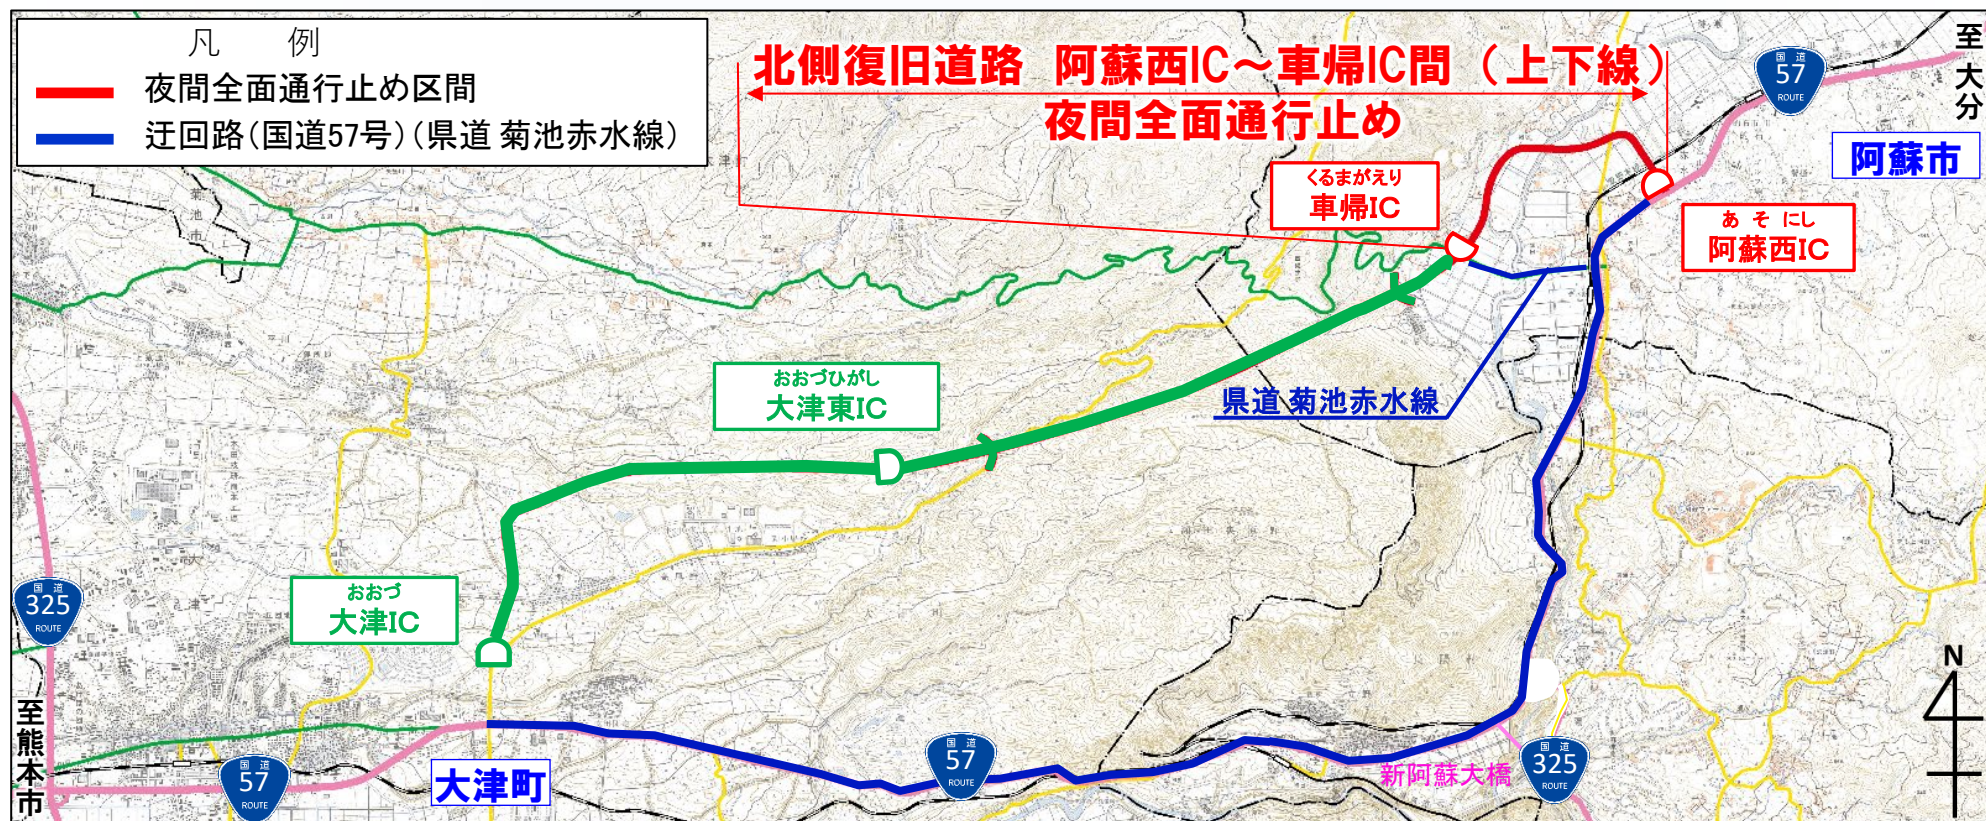 凡 例
夜間全面通行止め区間
迂回路(国道57号)(県道 菊池赤水線)
北側復旧道路 阿蘇西IC～車帰IC間 (上下線)
夜間全面通行止め
国道
57
ROUTE
至大分
阿蘇市
くるまがえり
車帰IC
あそにし
阿蘇西IC
おおづひがし
大津東IC
県道 菊池赤水線
国道
325
ROUTE
おおづ
大津IC
N
至熊本市
国道
57
ROUTE
大津町
国道
57
ROUTE
新阿蘇大橋
国道
325
ROUTE
菊池市